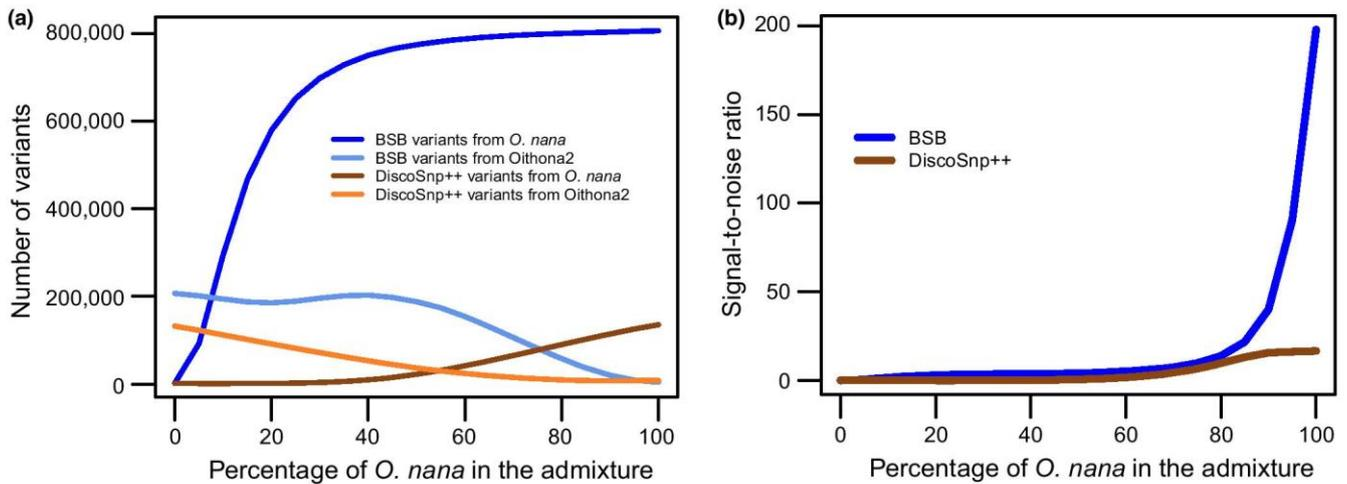 (a)
800,000
600,000
400,000
200,000
0
Number of variants
BSB variants from O. nana
BSB variants from Oithona2
DiscoSnp++ variants from O. nana
DiscoSnp++ variants from Oithona2
0 20 40 60 80 100
Percentage of O. nana in the admixture
(b)
200
150
100
50
0
Signal-to-noise ratio
BSB
DiscoSnp++
0 20 40 60 80 100
Percentage of O. nana in the admixture